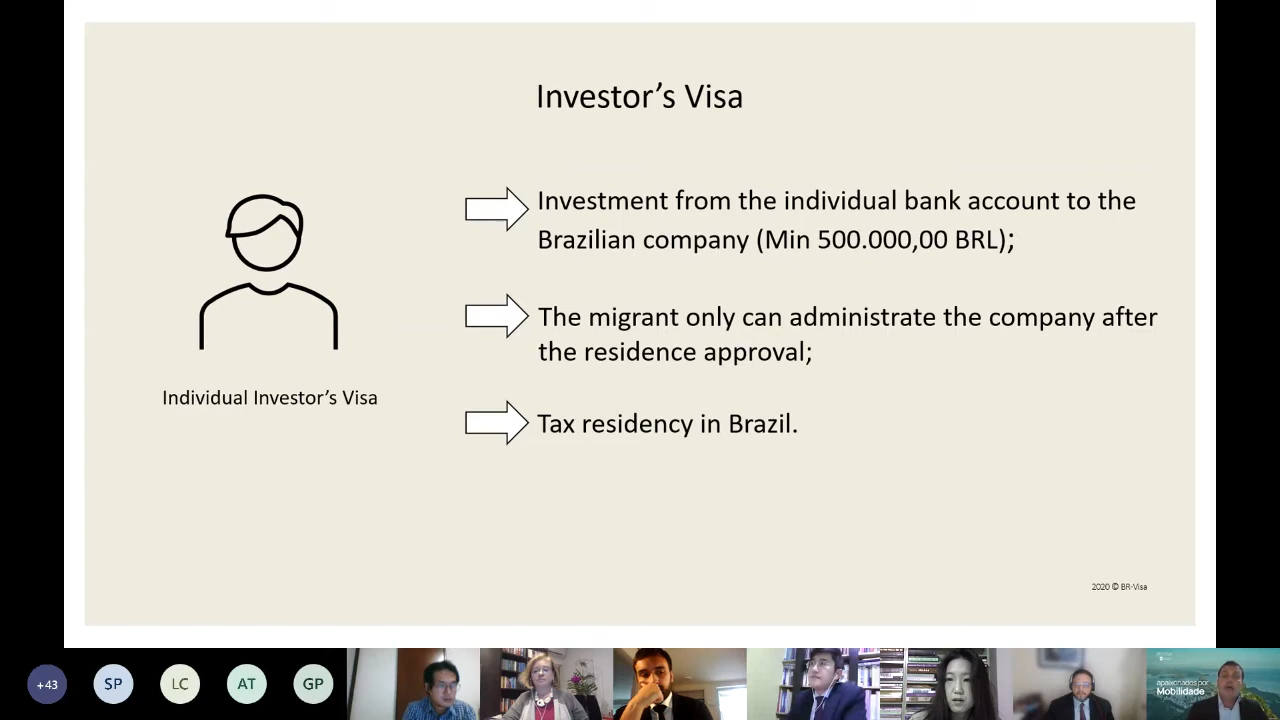 Investor’s Visa
Investment from the individual bank account to the
Brazilian company (Min 500.000,00 BRL);
The migrant only can administrate the company after
the residence approval;
Individual Investor’s Visa
Tax residency in Brazil.
2020 © BR-Visa
+43
SP
LC
AT
GP
apaixonados por
Mobilidade